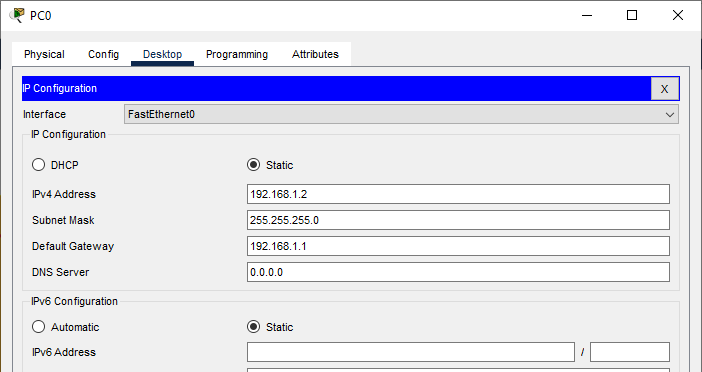 PC0
Physical Config Desktop Programming Attributes
IP Configuration X
Interface FastEthernet0
IP Configuration
DHCP Static
IPv4 Address 192.168.1.2
Subnet Mask 255.255.255.0
Default Gateway 192.168.1.1
DNS Server 0.0.0.0
IPv6 Configuration
Automatic Static
IPv6 Address /